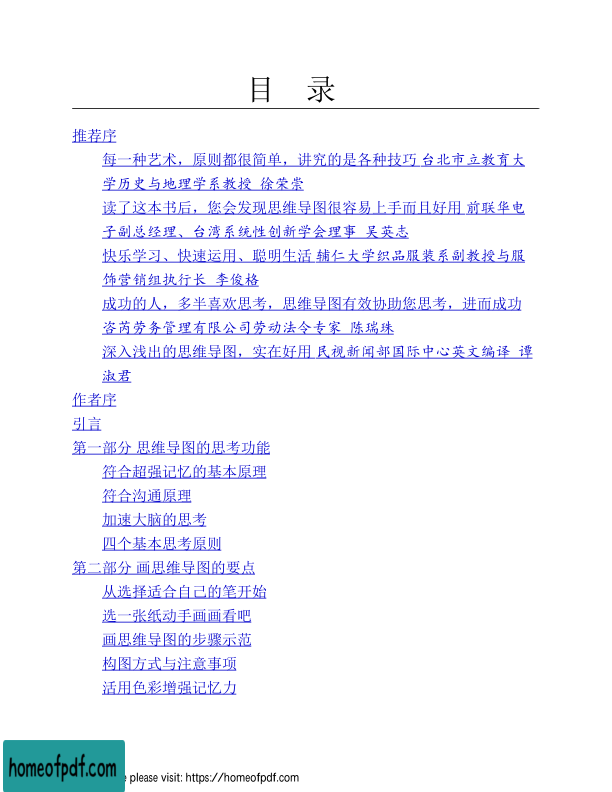 目 录
推荐序
每一种艺术，原则都很简单，讲究的是各种技巧 台北市立教育大
学历史与地理学系教授 徐荣崇
读了这本书后，您会发现思维导图很容易上手而且好用 前联华电
子副总经理、台湾系统性创新学会理事 吴英志
快乐学习、快速运用、聪明生活 辅仁大学织品服装系副教授与服
饰营销组执行长 李俊格
成功的人，多半喜欢思考，思维导图有效协助您思考，进而成功
咨芮劳务管理有限公司劳动法令专家 陈瑞珠
深入浅出的思维导图，实在好用 民视新闻部国际中心英文编译 谭
淑君
作者序
引言
第一部分 思维导图的思考功能
符合超强记忆的基本原理
符合沟通原理
加速大脑的思考
四个基本思考原则
第二部分 画思维导图的要点
从选择适合自己的笔开始
选一张纸动手画画看吧
画思维导图的步骤示范
构图方式与注意事项
活用色彩增强记忆力
homeofpdf.com
please visit: https://homeofpdf.com